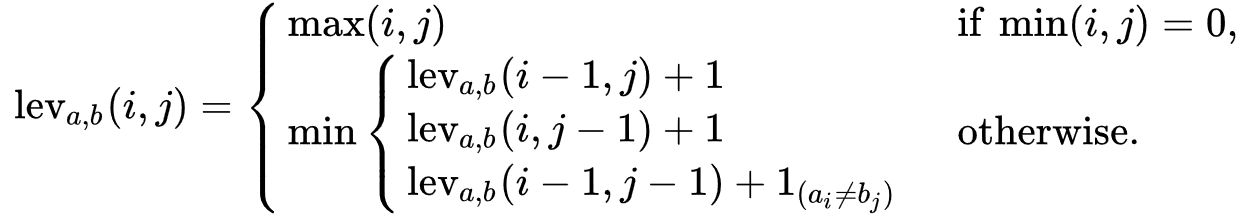 max(i, j) if min(i, j) = 0,
lev_{a,b}(i − 1, j) + 1
lev_{a,b}(i, j) = { min { lev_{a,b}(i, j − 1) + 1 otherwise.
lev_{a,b}(i − 1, j − 1) + 1_{(a_i≠b_j)}